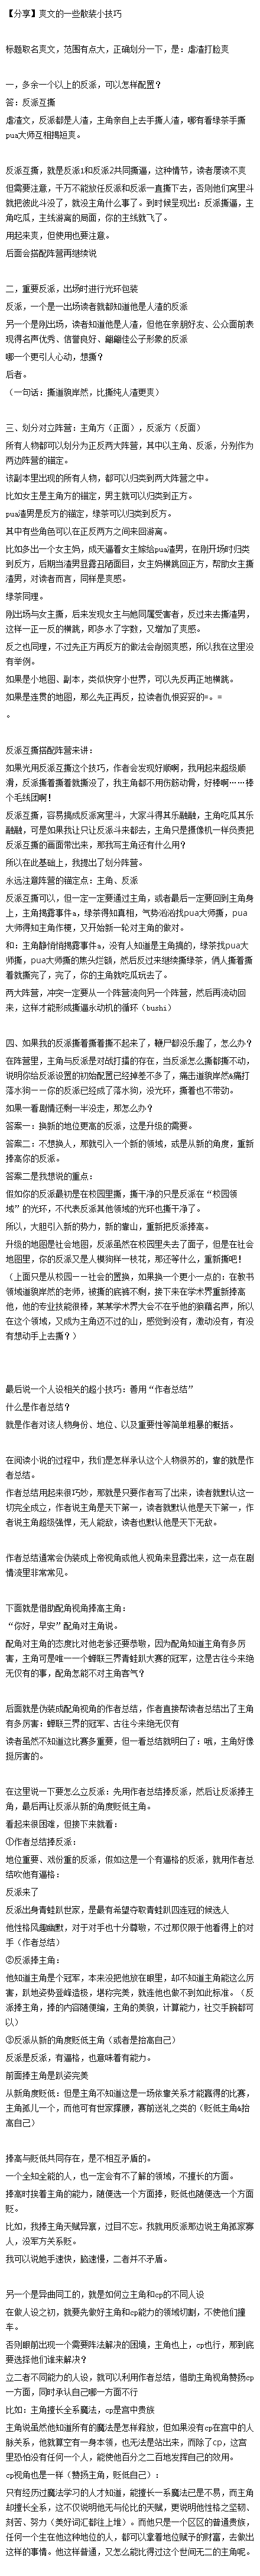 【分享】爽文的一些散装小技巧
标题取名爽文，范围有点大，正确划分一下，是：虐渣打脸爽
一，多余一个以上的反派，可以怎样配置？
答：反派互撕
虐渣文，反派都是人渣，主角亲自上去手撕人渣，哪有看绿茶手撕
pua大师互相揭短爽。
反派互撕，就是反派1和反派2共同撕逼，这种情节，读者屡读不爽
但需要注意，千万不能放任反派和反派一直撕下去，否则他们窝里斗
就把彼此斗没了，就没主角什么事了。到时候呈现出：反派撕逼，主
角吃瓜，主线游离的局面，你的主线就飞了。
用起来爽，但使用也要注意。
后面会搭配阵营再继续说
二，重要反派，出场时进行光环包装
反派，一个是一出场读者就都知道他是人渣的反派
另一个是刚出场，读者知道他是人渣，但他在亲朋好友、公众面前表
现得名声优秀、信誉良好、翩翩佳公子形象的反派
哪一个更引人心动，想撕？
后者。
（一句话：撕道貌岸然，比撕纯人渣更爽）
三、划分对立阵营：主角方（正面），反派方（反面）
所有人物都可以划分为正反两大阵营，其中以主角、反派，分别作为
两边阵营的锚定。
该副本里出现的所有人物，都可以归类到两大阵营之中。
比如女主是主角方的锚定，男主就可以归类到正方。
pua渣男是反方的锚定，绿茶可以归类到反方。
其中有些角色可以在正反两方之间来回游离。
比如多出一个女主妈，成天逼着女主嫁给pua渣男，在刚开场时归类
到反方，后期当渣男显露丑陋面目，女主妈横跳回正方，帮助女主撕
渣男，对读者而言，同样是爽感。
绿茶同理。
刚出场与女主撕，后来发现女主与她同属受害者，反过来去撕渣男，
这样一正一反的横跳，即多水了字数，又增加了爽感。
反之也同理，不过先正方再反方的做法会削弱爽感，所以我在这里没
有举例。
如果是小地图、副本，类似快穿小世界，可以先反再正地横跳。
如果是连贯的地图，那么先正再反，拉读者仇恨妥妥的=。=
。
反派互撕搭配阵营来讲：
如果光用反派互撕这个技巧，作者会发现好顺啊，我用起来超级顺
滑，反派撕着撕着就撕没了，我主角都不用伤筋动骨，好棒啊……棒
个毛线团啊！
反派互撕，容易搞成反派窝里斗，大家斗得其乐融融，主角吃瓜其乐
融融，可是如果我让只让反派斗来都去，主角只是摄像机一样负责把
反派互撕的画面带出来，那我写主角还有什么用？
所以在此基础上，我提出了划分阵营。
永远注意阵营的锚定点：主角、反派
反派互撕可以，但一定一定要通过主角，或者最后一定要回到主角身
上，主角揭露事件a，绿茶得知真相，气势汹汹找pua大师撕，pua
大师得知主角作梗，又开始新一轮对主角的做对。
和：主角静悄悄揭露事件a，没有人知道是主角搞的，绿茶找pua大
师撕，pua大师撕的焦头烂额，然后反过来继续撕绿茶，俩人撕着撕
着就撕完了，完了，你的主角就吃瓜玩去了。
两大阵营，冲突一定要从一个阵营流向另一个阵营，然后再流动回
来，这样才能形成撕逼永动机的循环（bushi）
四、如果我的反派撕着撕着撕不起来了，鞭尸都没乐趣了，怎么办？
在阵营里，主角与反派是对战打擂的存在，当反派怎么撕都撕不动，
说明你给反派设置的初始配置已经掉差不多了，痛击道貌岸然&痛打
落水狗——你的反派已经成了落水狗，没光环，撕着也不带劲。
如果一看剧情还剩一半没走，那怎么办？
答案一：换新的地位更高的反派，这是升级的需要。
答案二：不想换人，那就引入一个新的领域，或是从新的角度，重新
捧高你的反派。
答案二是我想说的重点：
假如你的反派最初是在校园里撕，撕干净的只是反派在“校园领
域”的光环，不代表反派其他领域的光环也撕干净了。
所以，大胆引入新的势力，新的靠山，重新把反派捧高。
升级的地图是社会地图，反派虽然在校园里失去了面子，但是在社会
地图里，你的反派又是人模狗样一枝花，那还等什么，重新撕吧！
（上面只是从校园——社会的置换，如果换一个更小一点的：在教书
领域道貌岸然的老师，被撕的底裤不剩，接下来在学术界重新捧高
他，他的专业技能很棒，某某学术界大会不在乎他的狼藉名声，所以
在这个领域，又成为主角迈不过的山，感觉到没有，激动没有，有没
有想动手上去撕？）
最后说一个人设相关的超小技巧：善用“作者总结”
什么是作者总结？
就是作者对该人物身份、地位、以及重要性等简单粗暴的概括。
在阅读小说的过程中，我们是怎样承认这个人物很苏的，靠的就是作
者总结。
作者总结用起来很巧妙，那就是只要作者写了出来，读者就默认这一
切完全成立，作者说主角是天下第一，读者就默认他是天下第一，作
者说主角超级强悍，无人能敌，读者也默认他是天下无敌。
作者总结通常会伪装成上帝视角或他人视角来显露出来，这一点在剧
情流里非常常见。
下面就是借助配角视角捧高主角：
“你好，早安”配角对主角说。
配角对主角的态度比对他老爹还要恭敬，因为配角知道主角有多厉
害，主角可是唯一一个蝉联三界青蛙趴大赛的冠军，这是古往今来绝
无仅有的事，配角怎能不对主角客气？
后面就是伪装成配角视角的作者总结，作者直接帮读者总结出了主角
有多厉害：蝉联三界的冠军、古往今来绝无仅有
读者虽然不知道这比赛多重要，但一看总结就明白了：哦，主角好像
挺厉害的。
在这里说一下要怎么立反派：先用作者总结捧反派，然后让反派捧主
角，最后再让反派从新的角度贬低主角。
看起来很困难，但接下来就看：
①作者总结捧反派：
地位重要、戏份重的反派，假如这是一个有逼格的反派，就用作者总
结吹他有逼格：
反派来了
反派出身青蛙趴世家，是最有希望夺取青蛙趴四连冠的候选人
他性格风趣幽默，对于对手也十分尊敬，不过那仅限于他看得上的对
手（作者总结）
②反派捧主角：
他知道主角是个冠军，本来没把他放在眼里，却不知道主角能这么厉
害，趴地姿势登峰造极，堪称完美，就连他也做不到如此标准。（反
派捧主角，捧的内容随便编，主角的美貌，计算能力，社交手腕都可
以）
③反派从新的角度贬低主角（或者是抬高自己）
反派是反派，有逼格，也意味着有能力。
前面捧主角是趴姿完美
从新角度贬低：但是主角不知道这是一场依靠关系才能赢得的比赛，
主角孤儿一个，而他可有世家撑腰，赛前送礼之类的（贬低主角&抬
高自己）
捧高与贬低共同存在，是不相互矛盾的。
一个全知全能的人，也一定会有不了解的领域，不擅长的方面。
捧高时挨着主角的能力，随便选一个方面捧，贬低也随便选一个方面
贬。
比如，我捧主角天赋异禀，过目不忘。我就用反派那边说主角孤家寡
人，没军方关系贬。
我可以说她手速快，脑速慢，二者并不矛盾。
另一个是异曲同工的，就是如何立主角和cp的不同人设
在做人设之初，就要先做好主角和cp能力的领域切割，不使他们撞
车。
否则眼前出现一个需要阵法解决的困境，主角也上，cp也行，那到底
要选择他们谁来解决？
立二者不同能力的人设，就可以利用作者总结，借助主角视角赞扬cp
一方面，同时承认自己哪一方面不行
比如：主角擅长全系魔法，cp是宫中贵族
主角说虽然他知道所有的魔法是怎样释放，但如果没有cp在宫中的人
脉关系，他就算空有一身本领，也无法是站出来，而除了cp，这宫
里恐怕没有任何一个人，能使他百分之二百地发挥自己的效用。
cp视角也是一样（赞扬主角，贬低自己）：
只有经历过魔法学习的人才知道，能擅长一系魔法已是不易，而主角
却擅长全系，这不仅说明他无与伦比的天赋，更说明他性格之坚韧、
刻苦、努力（美好词汇都往上堆）。而他只是一个区区的普通贵族，
任何一个生在他这种地位的人，都可以拿着地位赋予的财富，去做出
这样的事情。他这样普通，又怎么能比得过这个世间无二的主角呢。